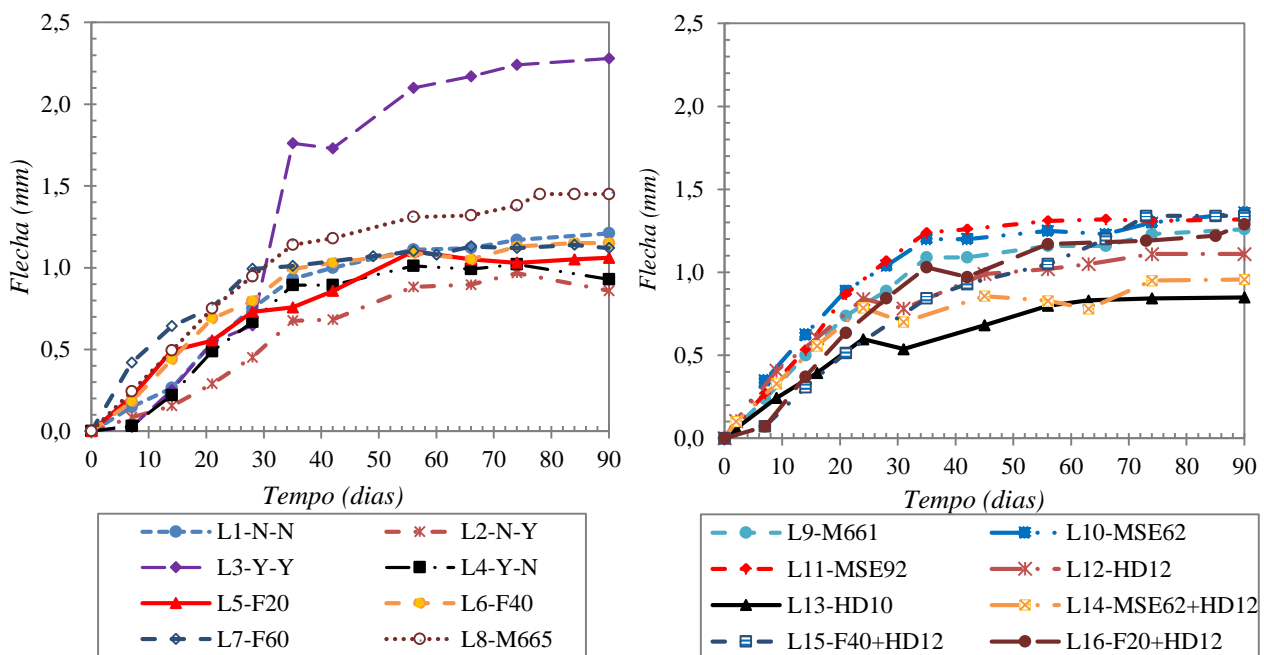 2,5
2,0
1,5
1,0
0,5
0,0
Flecha (mm)
0 10 20 30 40 50 60 70 80 90
Tempo (dias)
L1-N-N L2-N-Y
L3-Y-Y L4-Y-N
L5-F20 L6-F40
L7-F60 L8-M665
2,5
2,0
1,5
1,0
0,5
0,0
Flecha (mm)
0 10 20 30 40 50 60 70 80 90
Tempo (dias)
L9-M661 L10-MSE62
L11-MSE92 L12-HD12
L13-HD10 L14-MSE62+HD12
L15-F40+HD12 L16-F20+HD12